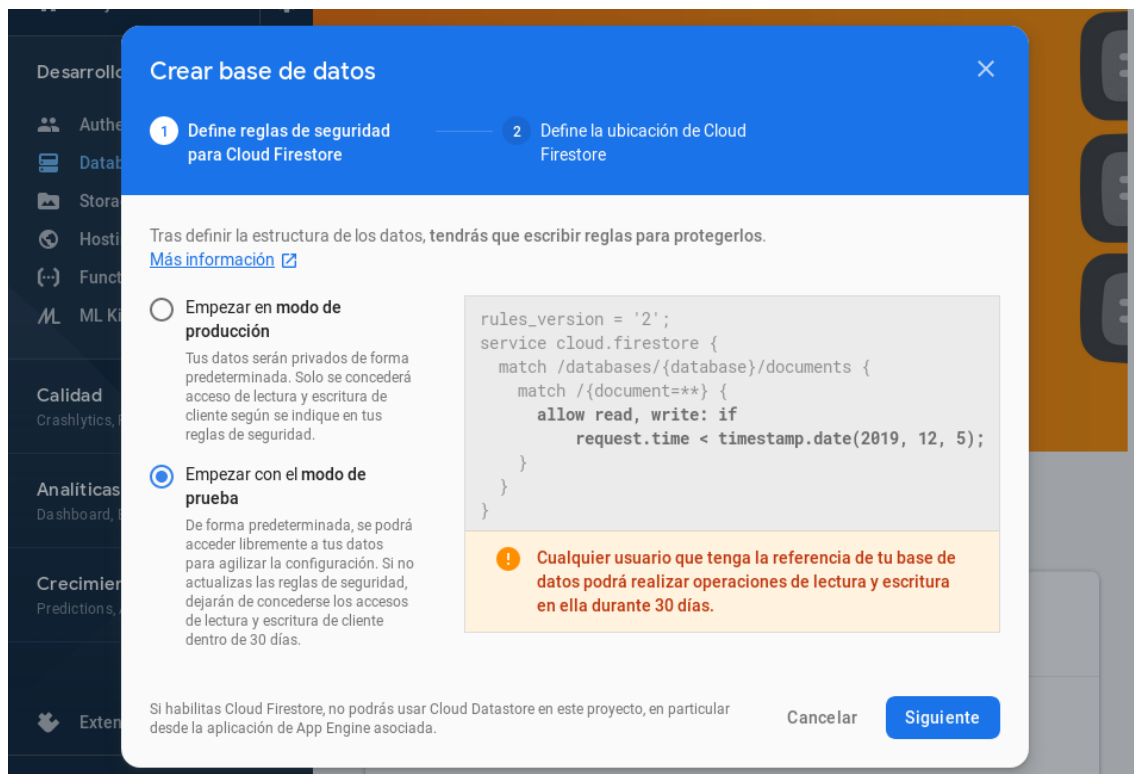 Crear base de datos
1 Define reglas de seguridad
para Cloud Firestore
2 Define la ubicación de Cloud
Firestore
Tras definir la estructura de los datos, tendrás que escribir reglas para protegerlos.
Más información
Empezar en modo de
producción
Tus datos serán privados de forma
predeterminada. Solo se concederá
acceso de lectura y escritura de
cliente según se indique en tus
reglas de seguridad.
Empezar con el modo de
prueba
De forma predeterminada, se podrá
acceder libremente a tus datos
para agilizar la configuración. Si no
actualizas las reglas de seguridad,
dejarán de concederse los accesos
de lectura y escritura de cliente
dentro de 30 días.
rules_version = '2';
service cloud.firestore {
match /databases/{database}/documents {
match /{document=**} {
allow read, write: if
request.time < timestamp.date(2019, 12, 5);
}
}
}
Cualquier usuario que tenga la referencia de tu base de
datos podrá realizar operaciones de lectura y escritura
en ella durante 30 días.
Si habilitas Cloud Firestore, no podrás usar Cloud Datastore en este proyecto, en particular
desde la aplicación de App Engine asociada.
Cancelar
Siguiente
Desarrollo
Authe
Datab
Stora
Hosti
Funct
ML Ki
Calidad
Crashlytics,
Analíticas
Dashboard,
Crecimier
Predictions,
Exten